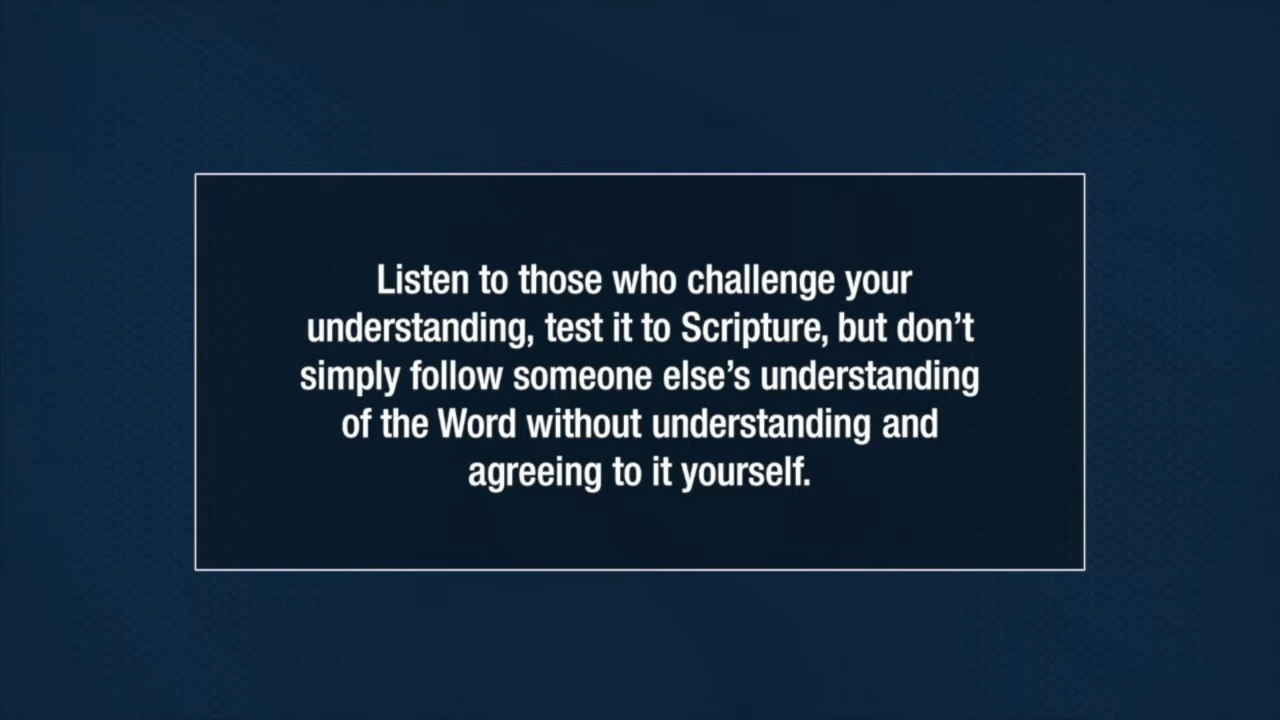 Listen to those who challenge your
understanding, test it to Scripture, but don’t
simply follow someone else’s understanding
of the Word without understanding and
agreeing to it yourself.